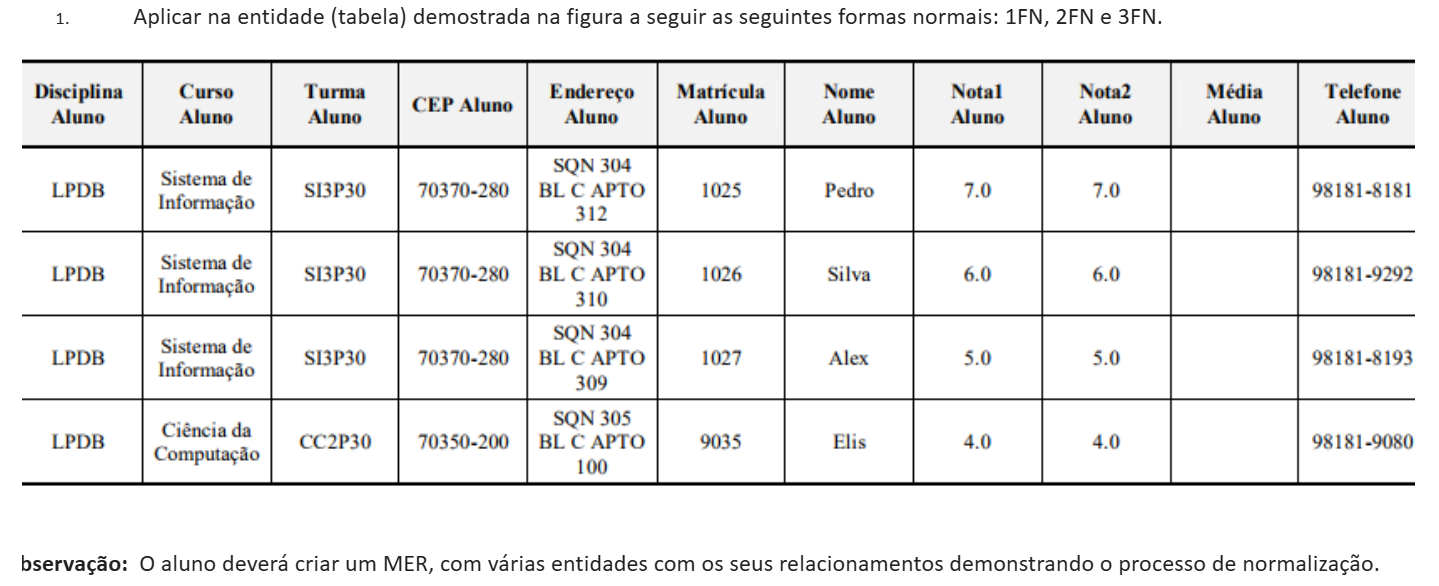 1. Aplicar na entidade (tabela) demostrada na figura a seguir as seguintes formas normais: 1FN, 2FN e 3FN.
Disciplina Aluno Curso Aluno Turma Aluno CEP Aluno Endereço Aluno Matrícula Aluno Nome Aluno Nota1 Aluno Nota2 Aluno Média Aluno Telefone Aluno
LPDB Sistema de Informação SI3P30 70370-280 SQN 304 BL C APTO 312 1025 Pedro 7.0 7.0 98181-8181
LPDB Sistema de Informação SI3P30 70370-280 SQN 304 BL C APTO 310 1026 Silva 6.0 6.0 98181-9292
LPDB Sistema de Informação SI3P30 70370-280 SQN 304 BL C APTO 309 1027 Alex 5.0 5.0 98181-8193
LPDB Ciência da Computação CC2P30 70350-200 SQN 305 BL C APTO 100 9035 Elis 4.0 4.0 98181-9080
bservação: O aluno deverá criar um MER, com várias entidades com os seus relacionamentos demonstrando o processo de normalização.